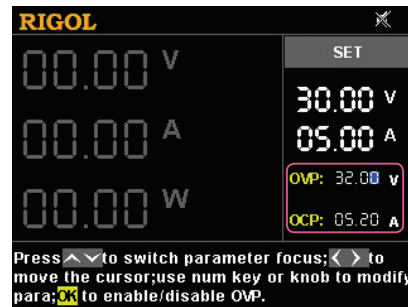 RIGOL
SET
00.00 V
30.00 V
00.00 A
05.00 A
00.00 W
OVP: 32.00 V
OCP: 05.20 A
Press to switch parameter focus; to
move the cursor;use num key or knob to modify
para;OK to enable/disable OVP.